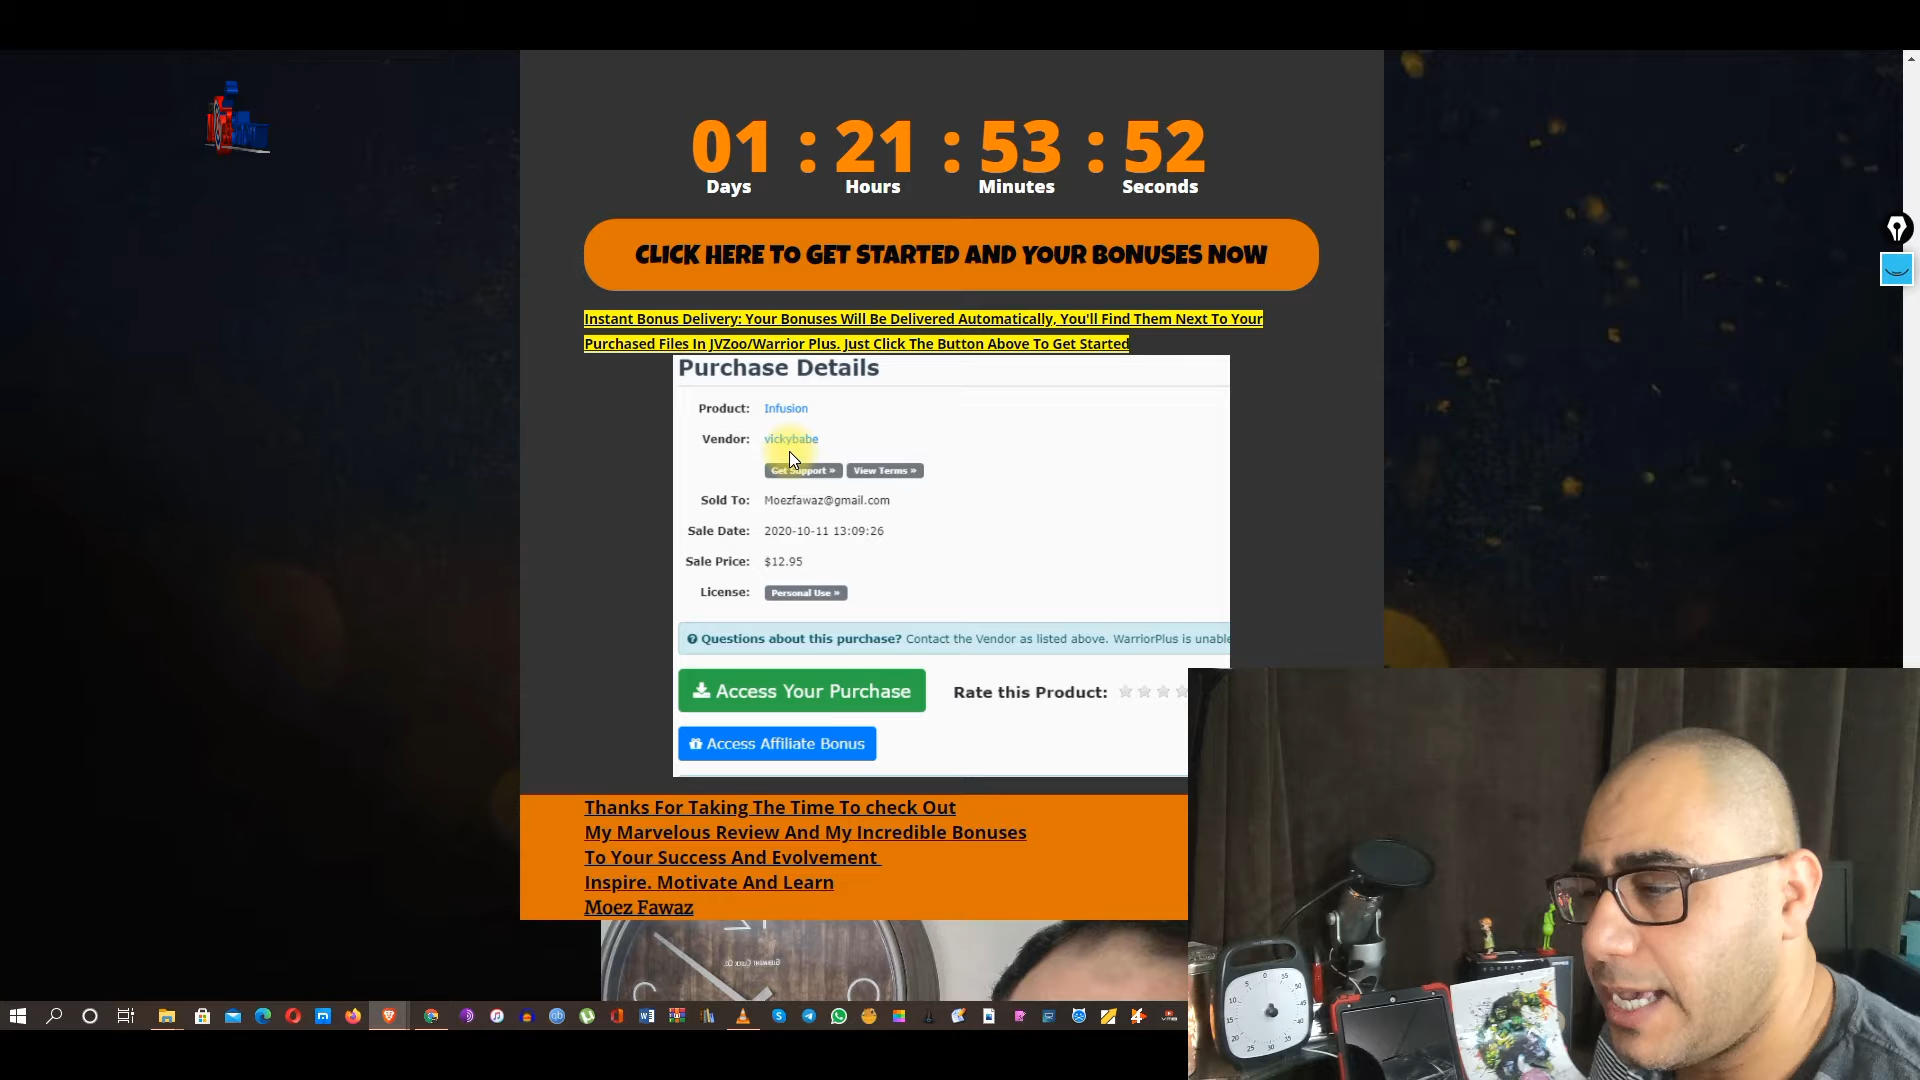 01 : 21 : 53 : 52
Days Hours Minutes Seconds
CLICK HERE TO GET STARTED AND YOUR BONUSES NOW
Instant Bonus Delivery: Your Bonuses Will Be Delivered Automatically, You'll Find Them Next To Your
Purchased Files In JVZoo/Warrior Plus. Just Click The Button Above To Get Started
Purchase Details
Product: Infusion
Vendor: vickybabe
Get Support » View Terms »
Sold To: Moezfawaz@gmail.com
Sale Date: 2020-10-11 13:09:26
Sale Price: $12.95
License: Personal Use »
Questions about this purchase? Contact the Vendor as listed above. WarriorPlus is unable
Access Your Purchase Rate this Product:
Access Affiliate Bonus
Thanks For Taking The Time To check Out
My Marvelous Review And My Incredible Bonuses
To Your Success And Evolvement
Inspire. Motivate And Learn
Moez Fawaz